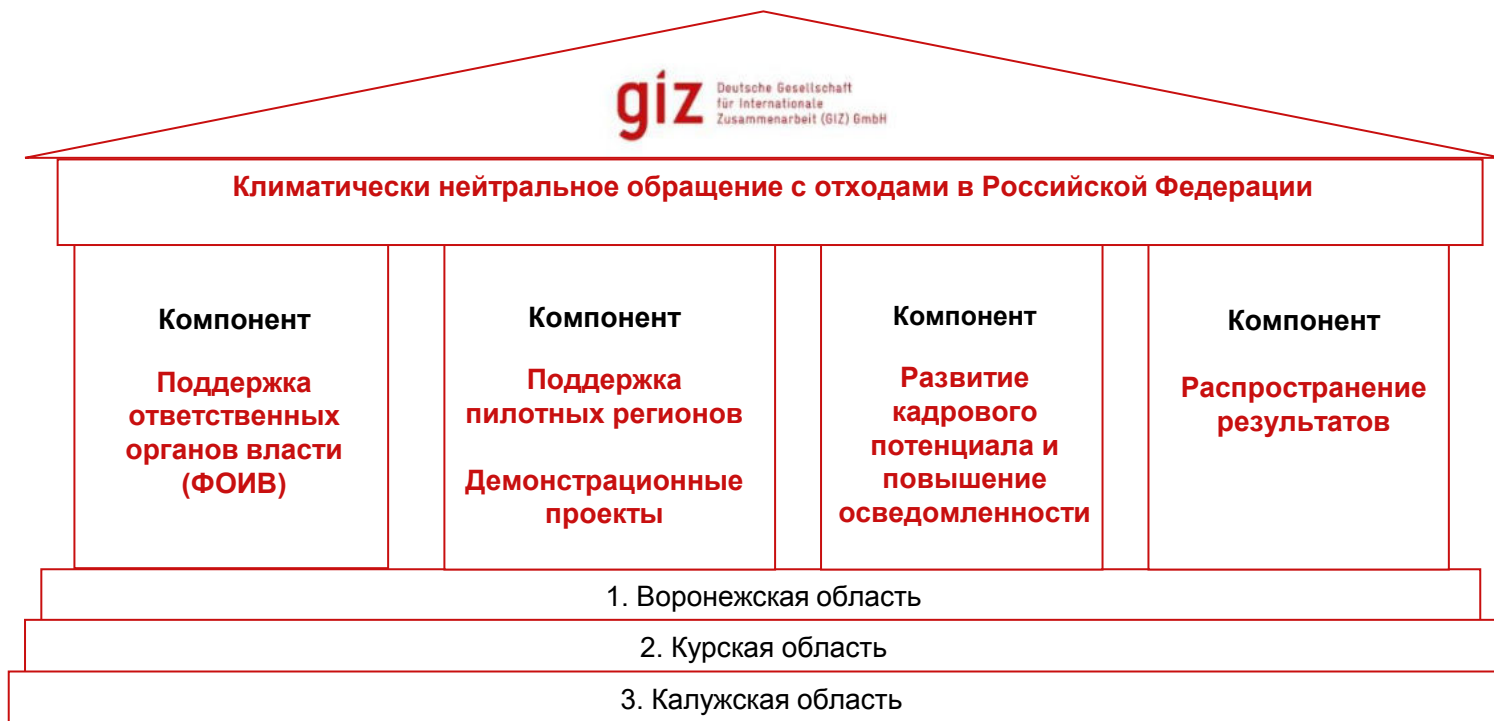 giz
Deutsche Gesellschaft
für Internationale
Zusammenarbeit (GIZ) GmbH
Климатически нейтральное обращение с отходами в Российской Федерации
Компонент
Поддержка
ответственных
органов власти
(ФОИВ)
Компонент
Поддержка
пилотных регионов
Демонстрационные
проекты
Компонент
Развитие
кадрового
потенциала и
повышение
осведомленности
Компонент
Распространение
результатов
1. Воронежская область
2. Курская область
3. Калужская область